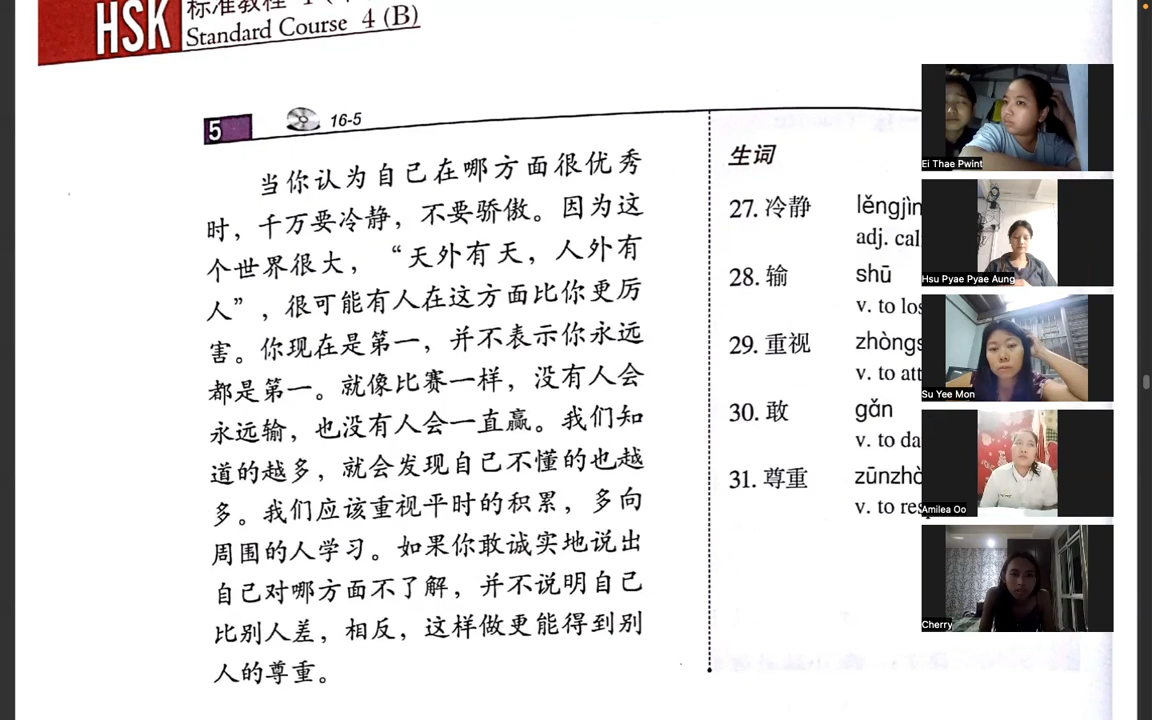 HSK
标准教程
Standard Course 4 (B)
5
16-5
当你认为自己在哪方面很优秀
时，千万要冷静，不要骄傲。因为这
个世界很大，“天外有天，人外有
人”，很可能有人在这方面比你更厉
害。你现在是第一，并不表示你永远
都是第一。就像比赛一样，没有人会
永远输，也没有人会一直赢。我们知
道的越多，就会发现自己不懂的也越
多。我们应该重视平时的积累，多向
周围的人学习。如果你敢诚实地说出
自己对哪方面不了解，并不说明自己
比别人差，相反，这样做更能得到别
人的尊重。
生词
27. 冷静 lěngjìn
adj. cal
28. 输 shū
v. to los
29. 重视 zhòngs
v. to att
30. 敢 gǎn
v. to da
31. 尊重 zūnzhò
v. to res
Ei Thae Pwint
Hsu Pyae Pyae Aung
Su Yee Mon
Amilea Oo
Cherry